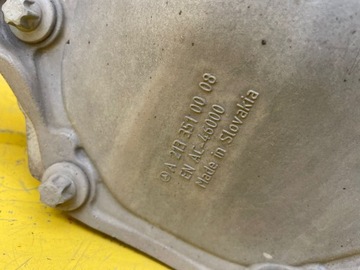 A 213 351 00 08
EN AC-46000
Made in Slovakia